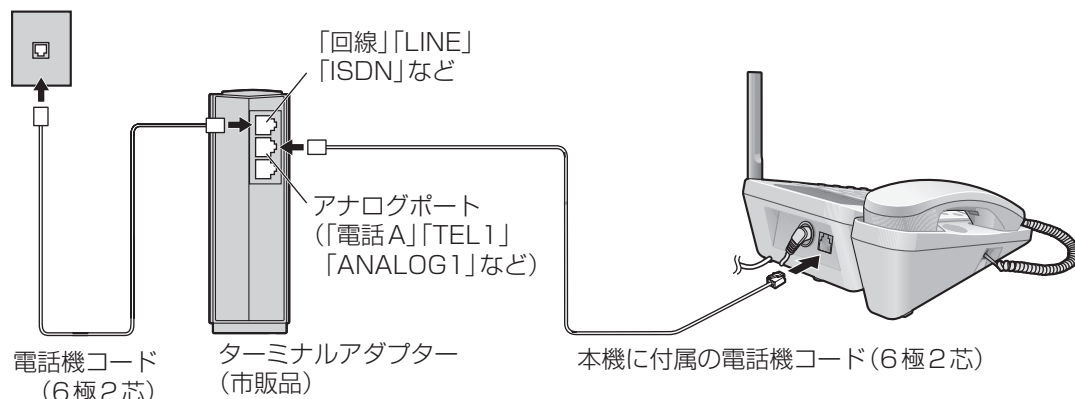 「回線」「LINE」
「ISDN」など
アナログポート
（「電話A」「TEL1」
「ANALOG1」など）
電話機コード
（6極2芯）
ターミナルアダプター
（市販品）
本機に付属の電話機コード（6極2芯）